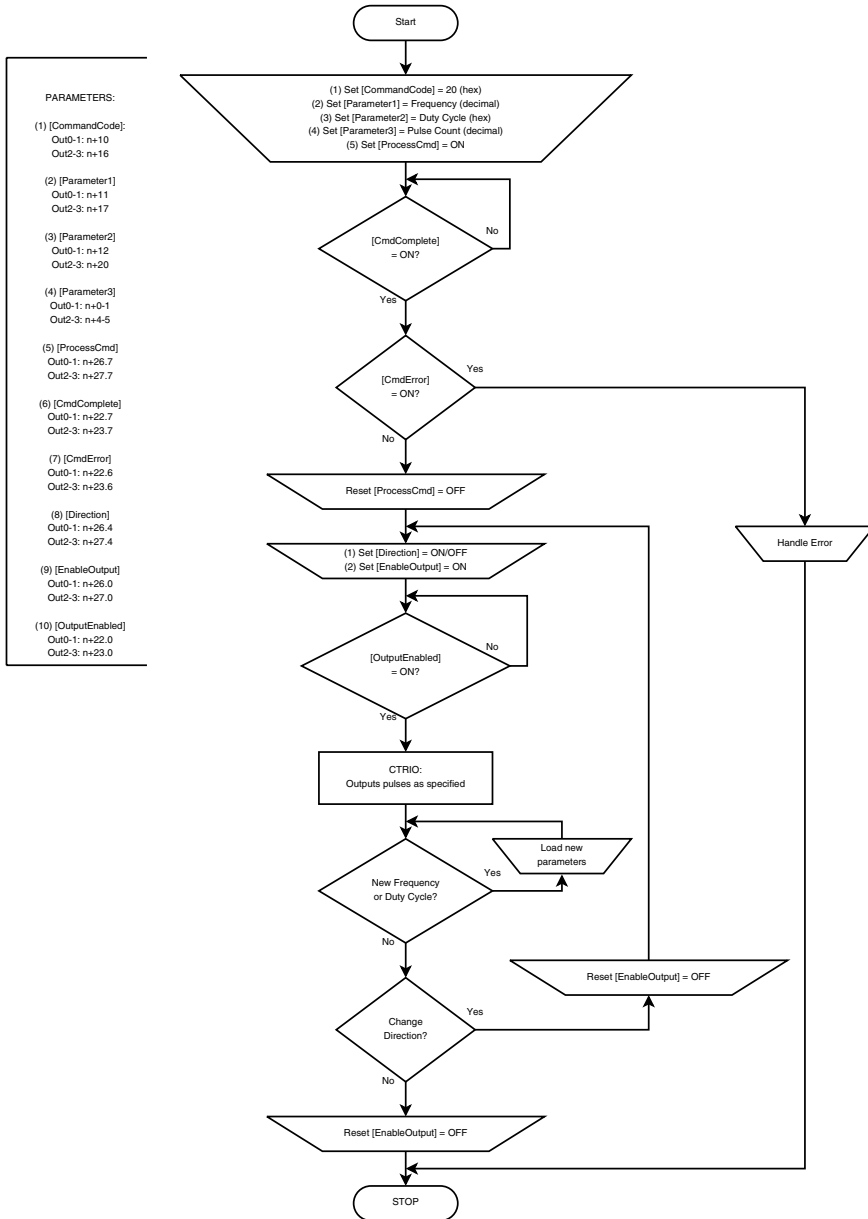 Start
PARAMETERS:
(1) [CommandCode]:
Out0-1: n+10
Out2-3: n+16
(2) [Parameter1]
Out0-1: n+11
Out2-3: n+17
(3) [Parameter2]
Out0-1: n+12
Out2-3: n+20
(4) [Parameter3]
Out0-1: n+0-1
Out2-3: n+4-5
(5) [ProcessCmd]
Out0-1: n+26.7
Out2-3: n+27.7
(6) [CmdComplete]
Out0-1: n+22.7
Out2-3: n+23.7
(7) [CmdError]
Out0-1: n+22.6
Out2-3: n+23.6
(8) [Direction]
Out0-1: n+26.4
Out2-3: n+27.4
(9) [EnableOutput]
Out0-1: n+26.0
Out2-3: n+27.0
(10) [OutputEnabled]
Out0-1: n+22.0
Out2-3: n+23.0
(1) Set [CommandCode] = 20 (hex)
(2) Set [Parameter1] = Frequency (decimal)
(3) Set [Parameter2] = Duty Cycle (hex)
(4) Set [Parameter3] = Pulse Count (decimal)
(5) Set [ProcessCmd] = ON
[CmdComplete]
= ON?
No
Yes
[CmdError]
= ON?
Yes
No
Reset [ProcessCmd] = OFF
Handle Error
(1) Set [Direction] = ON/OFF
(2) Set [EnableOutput] = ON
[OutputEnabled]
= ON?
No
Yes
CTRIO:
Outputs pulses as specified
Load new
parameters
New Frequency
or Duty Cycle?
Yes
No
Reset [EnableOutput] = OFF
Change
Direction?
Yes
No
Reset [EnableOutput] = OFF
STOP